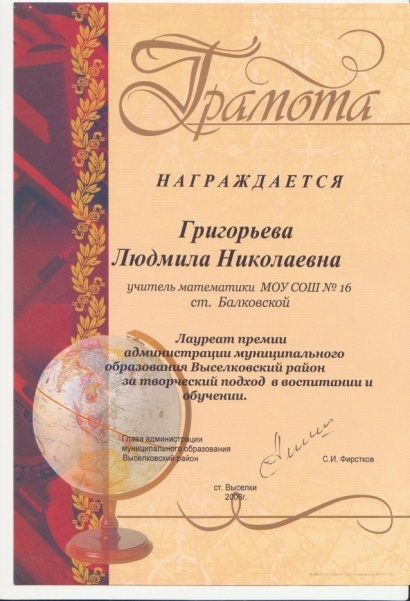 Грамота
НАГРАЖДАЕТСЯ
Григорьева
Людмила Николаевна
учитель математики МОУ СОШ № 16
ст. Балковской
Лауреат премии
администрации муниципального
образования Выселковский район
за творческий подход в воспитании и
обучении.
Глава администрации
муниципального образования
Выселковский район
С.И. Фирстков
ст. Выселки
2006г.